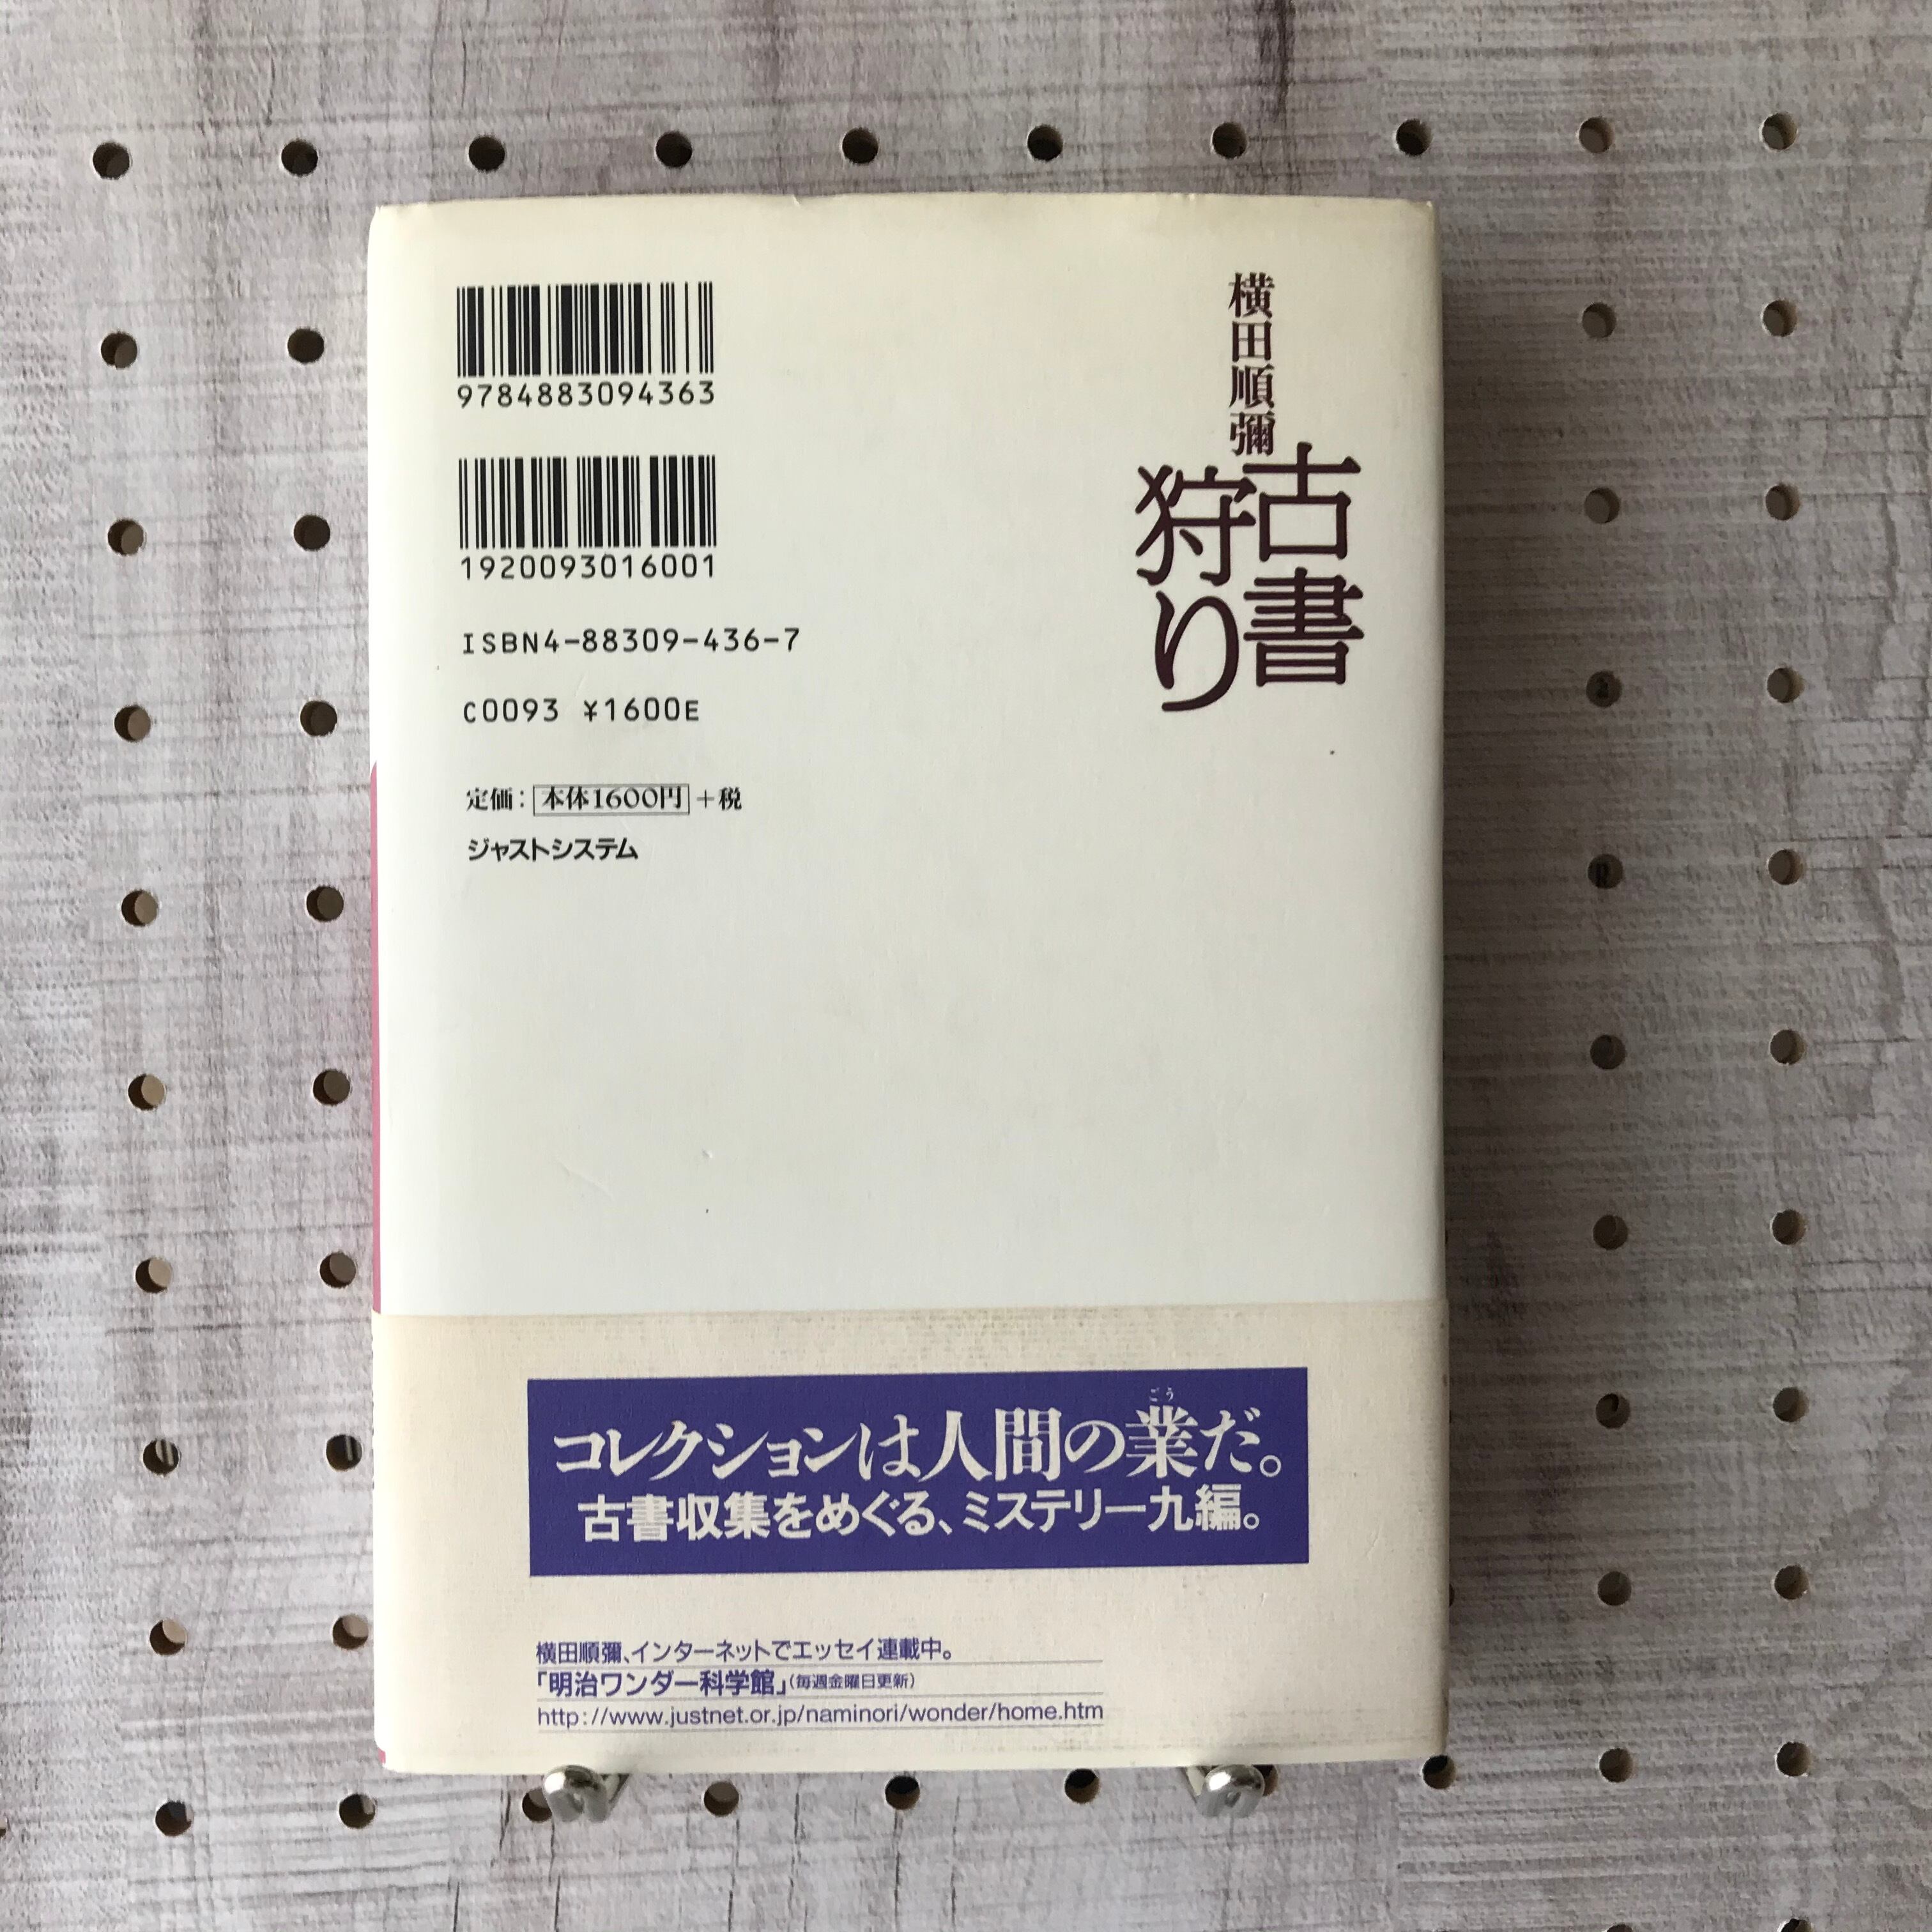 横田順彌
古書
狩り
9784883094363
1920093016001
ISBN4-88309-436-7
C0093 ¥1600E
定価：本体1600円+税
ジャストシステム
ごう
コレクションは人間の業だ。
古書収集をめぐる、ミステリー九編。
横田順彌、インターネットでエッセイ連載中。
「明治ワンダー科学館」(毎週金曜日更新)
http://www.justnet.or.jp/naminori/wonder/home.htm